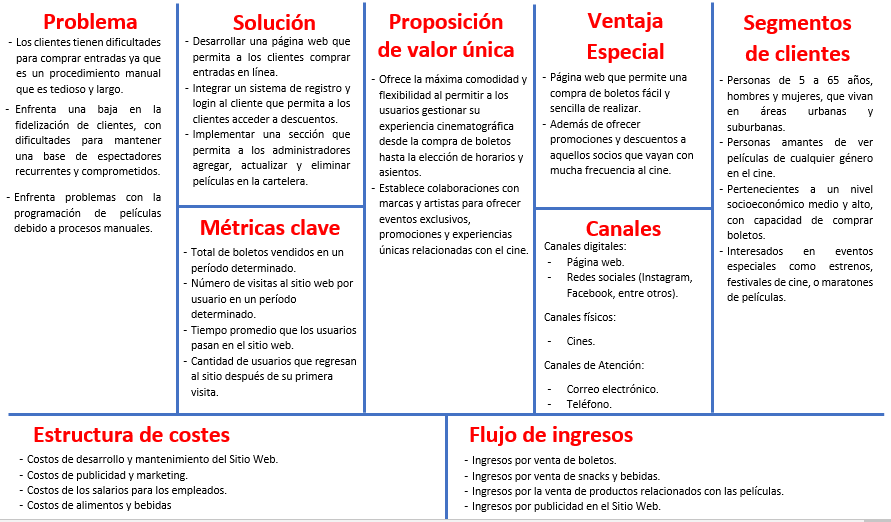 Problema
- Los clientes tienen dificultades
para comprar entradas ya que
es un procedimiento manual
que es tedioso y largo.
- Enfrenta una baja en la
fidelización de clientes, con
dificultades para mantener
una base de espectadores
recurrentes y comprometidos.
- Enfrenta problemas con la
programación de películas
debido a procesos manuales.
Solución
- Desarrollar una página web que
permita a los clientes comprar
entradas en línea.
- Integrar un sistema de registro y
login al cliente que permita a los
clientes acceder a descuentos.
- Implementar una sección que
permita a los administradores
agregar, actualizar y eliminar
películas en la cartelera.
Métricas clave
- Total de boletos vendidos en un
período determinado.
- Número de visitas al sitio web por
usuario en un período
determinado.
- Tiempo promedio que los usuarios
pasan en el sitio web.
- Cantidad de usuarios que regresan
al sitio después de su primera
visita.
Proposición
de valor única
- Ofrece la máxima comodidad y
flexibilidad al permitir a los
usuarios gestionar su
experiencia cinematográfica
desde la compra de boletos
hasta la elección de horarios y
asientos.
- Establece colaboraciones con
marcas y artistas para ofrecer
eventos exclusivos,
promociones y experiencias
únicas relacionadas con el cine.
Ventaja
Especial
- Página web que permite una
compra de boletos fácil y
sencilla de realizar.
- Además de ofrecer
promociones y descuentos a
aquellos socios que vayan con
mucha frecuencia al cine.
Canales
Canales digitales:
- Página web.
- Redes sociales (Instagram,
Facebook, entre otros).
Canales físicos:
- Cines.
Canales de Atención:
- Correo electrónico.
- Teléfono.
Segmentos
de clientes
- Personas de 5 a 65 años,
hombres y mujeres, que vivan
en áreas urbanas y
suburbanas.
- Personas amantes de ver
películas de cualquier género
en el cine.
- Pertenecientes a un nivel
socioeconómico medio y alto,
con capacidad de comprar
boletos.
- Interesados en eventos
especiales como estrenos,
festivales de cine, o maratones
de películas.
Estructura de costes
- Costos de desarrollo y mantenimiento del Sitio Web.
- Costos de publicidad y marketing.
- Costos de los salarios para los empleados.
- Costos de alimentos y bebidas
Flujo de ingresos
- Ingresos por venta de boletos.
- Ingresos por venta de snacks y bebidas.
- Ingresos por la venta de productos relacionados con las películas.
- Ingresos por publicidad en el Sitio Web.